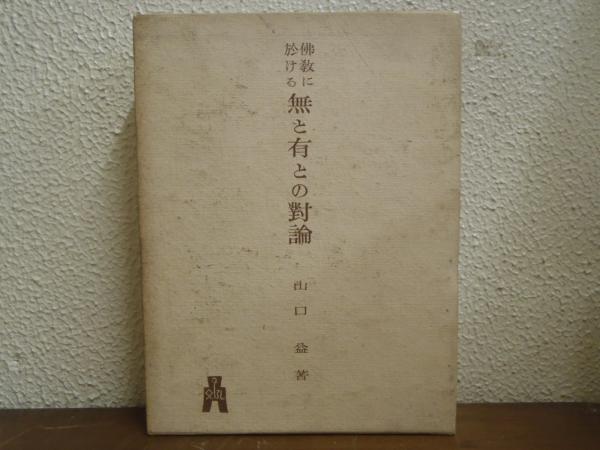 佛教に
於ける
無と有との對論
山口益著